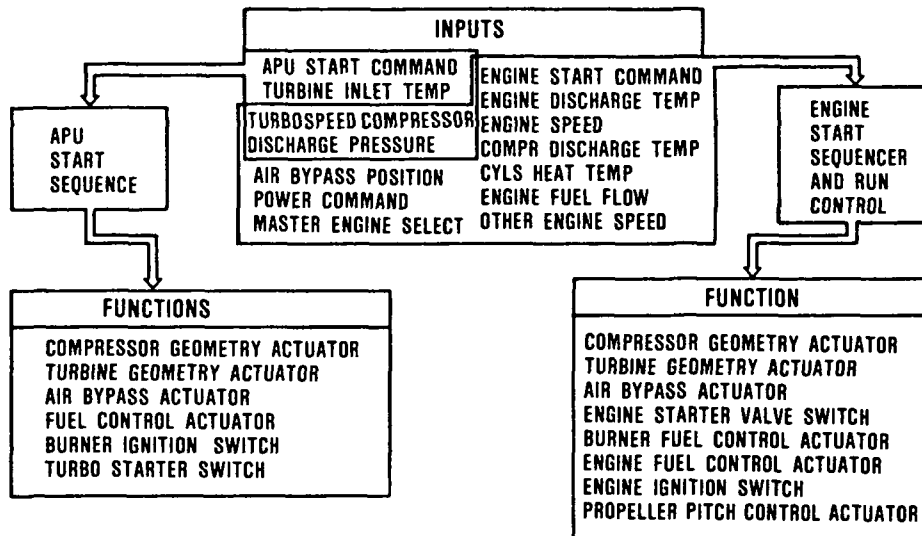 INPUTS
APU START COMMAND
TURBINE INLET TEMP
TURBOSPEED COMPRESSOR
DISCHARGE PRESSURE
AIR BYPASS POSITION
POWER COMMAND
MASTER ENGINE SELECT
ENGINE START COMMAND
ENGINE DISCHARGE TEMP
ENGINE SPEED
COMPR DISCHARGE TEMP
CYLS HEAT TEMP
ENGINE FUEL FLOW
OTHER ENGINE SPEED
APU
START
SEQUENCE
ENGINE
START
SEQUENCER
AND RUN
CONTROL
FUNCTIONS
COMPRESSOR GEOMETRY ACTUATOR
TURBINE GEOMETRY ACTUATOR
AIR BYPASS ACTUATOR
FUEL CONTROL ACTUATOR
BURNER IGNITION SWITCH
TURBO STARTER SWITCH
FUNCTION
COMPRESSOR GEOMETRY ACTUATOR
TURBINE GEOMETRY ACTUATOR
AIR BYPASS ACTUATOR
ENGINE STARTER VALVE SWITCH
BURNER FUEL CONTROL ACTUATOR
ENGINE FUEL CONTROL ACTUATOR
ENGINE IGNITION SWITCH
PROPELLER PITCH CONTROL ACTUATOR